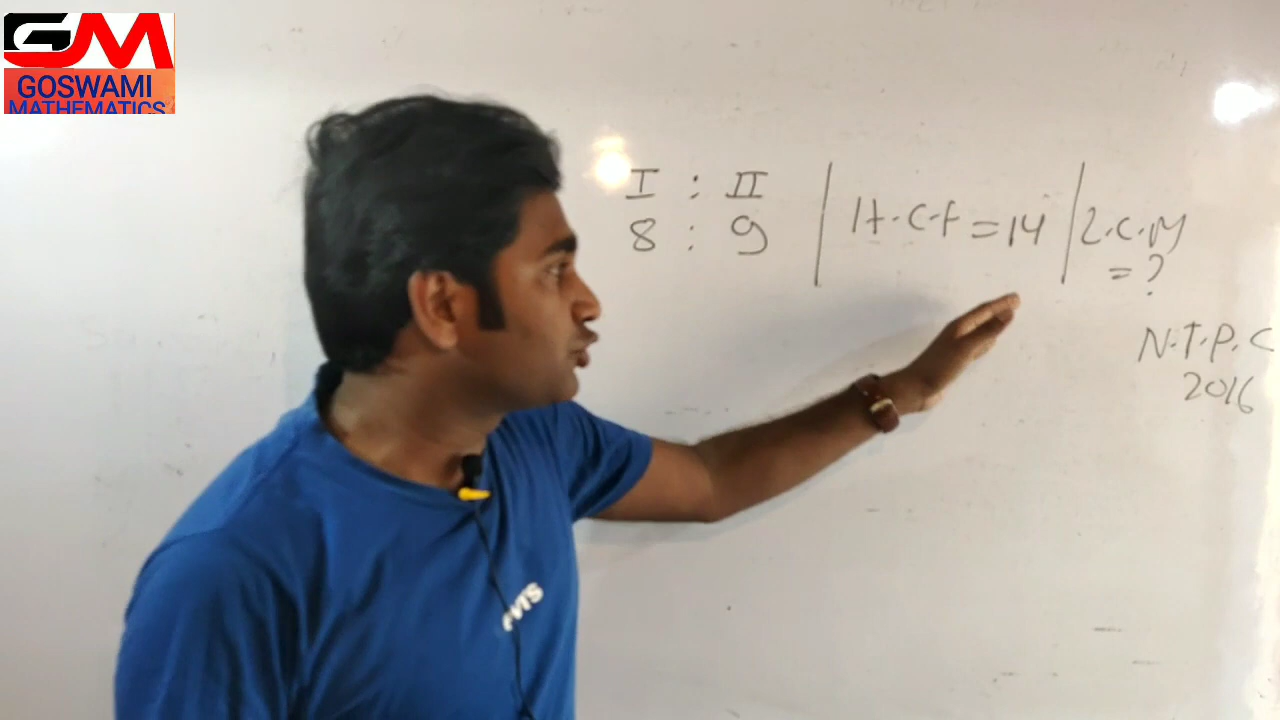 GM
GOSWAMI
MATHEMATICS
I : II
8 : 9 | H.C.F = 14 | L.C.M
= ?
N.T.P.C
2016